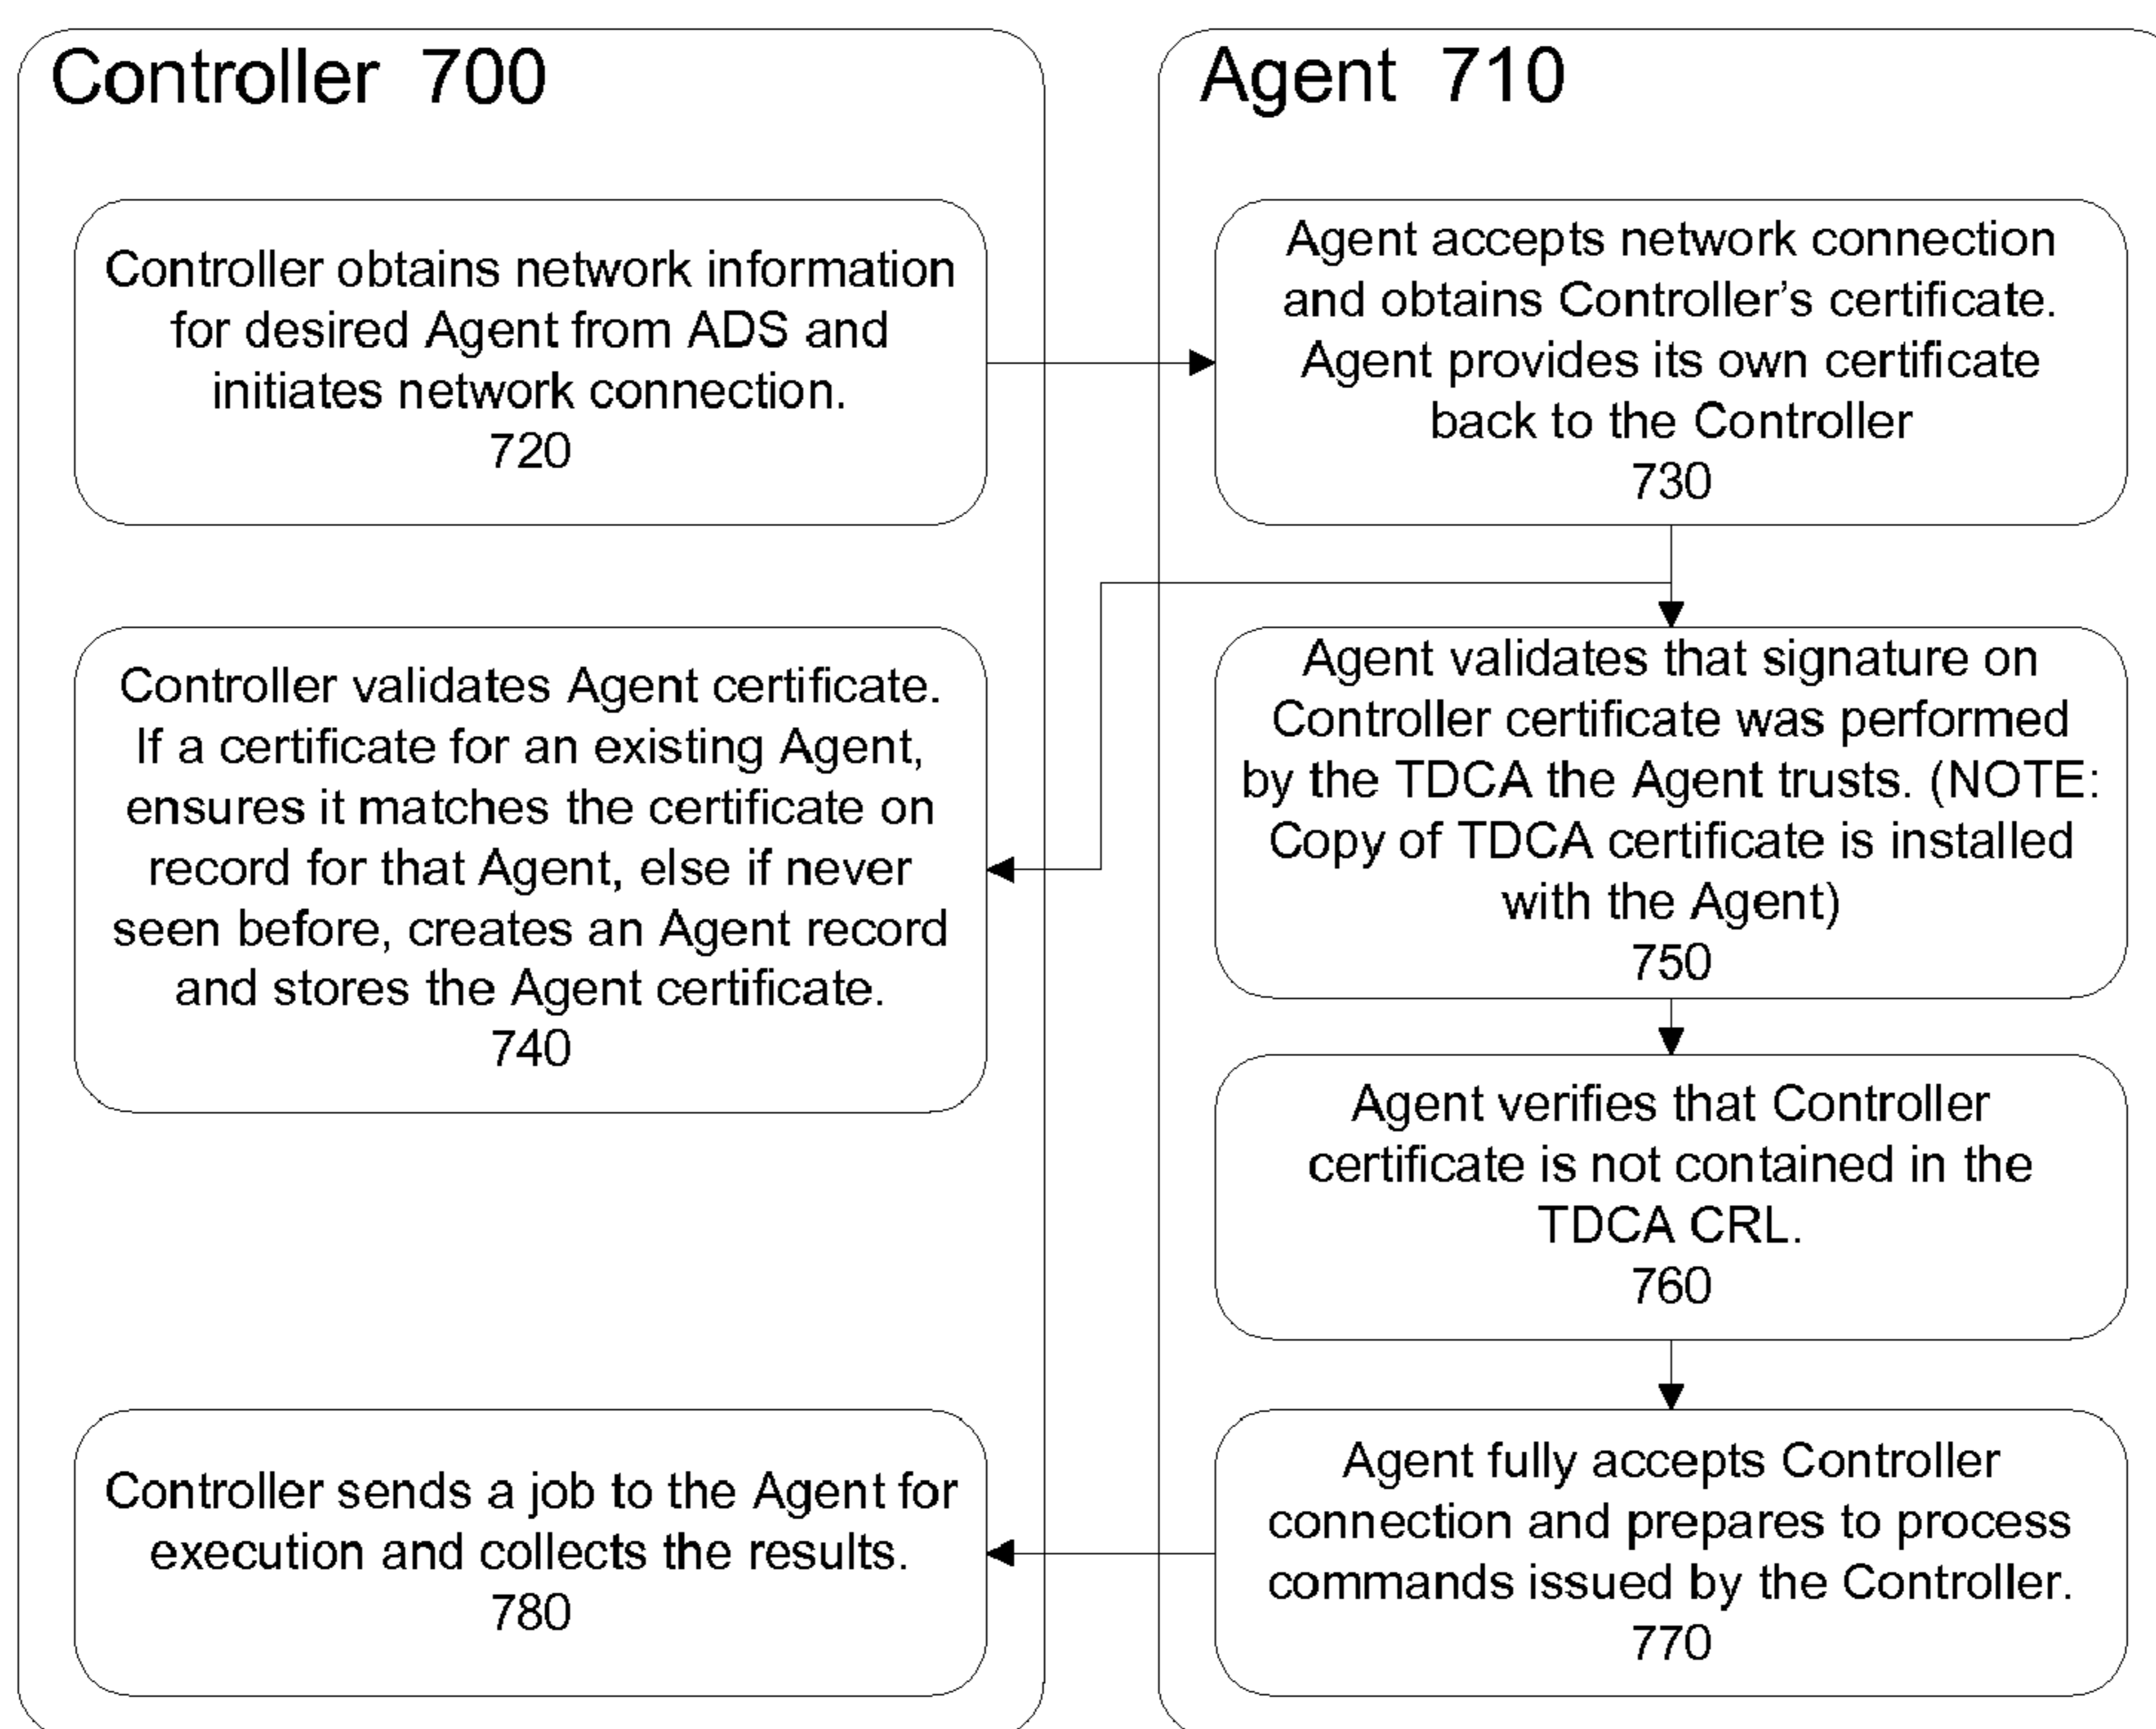 Controller 700
Controller obtains network information
for desired Agent from ADS and
initiates network connection.
720
Controller validates Agent certificate.
If a certificate for an existing Agent,
ensures it matches the certificate on
record for that Agent, else if never
seen before, creates an Agent record
and stores the Agent certificate.
740
Controller sends a job to the Agent for
execution and collects the results.
780
Agent 710
Agent accepts network connection
and obtains Controller’s certificate.
Agent provides its own certificate
back to the Controller
730
Agent validates that signature on
Controller certificate was performed
by the TDCA the Agent trusts. (NOTE:
Copy of TDCA certificate is installed
with the Agent)
750
Agent verifies that Controller
certificate is not contained in the
TDCA CRL.
760
Agent fully accepts Controller
connection and prepares to process
commands issued by the Controller.
770